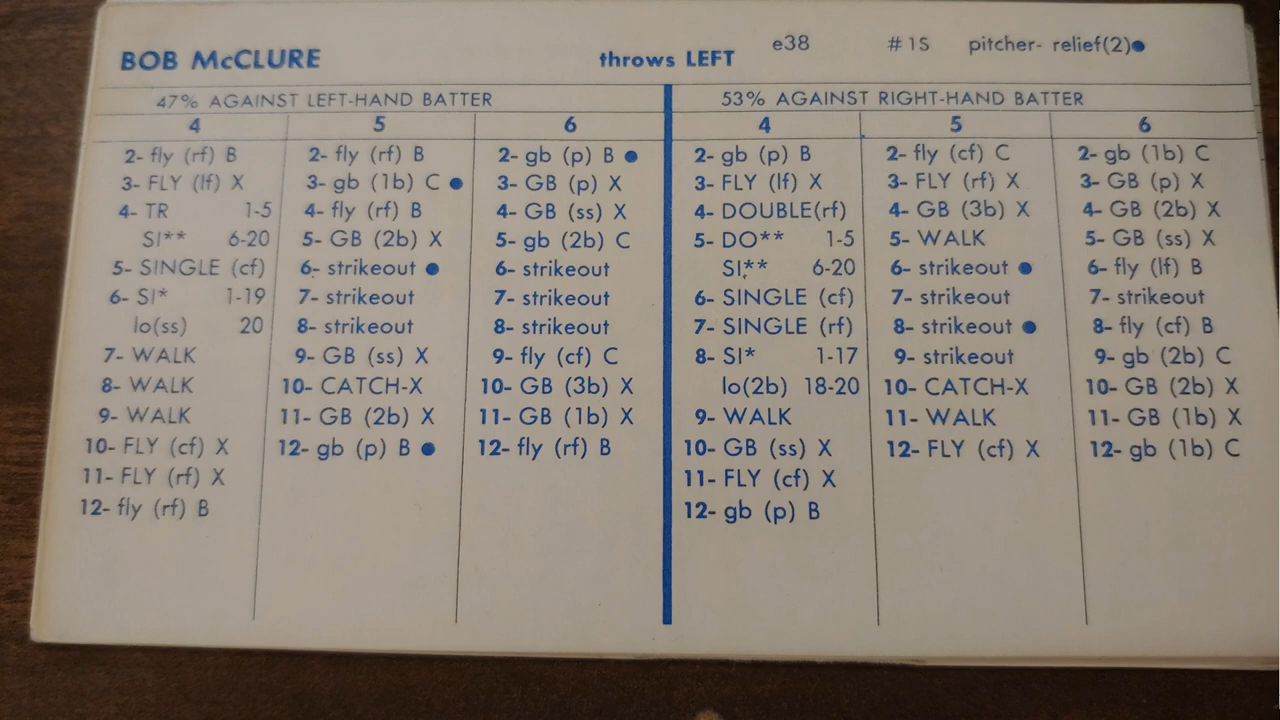 BOB McCLURE throws LEFT e38 #1S pitcher- relief(2)●
47% AGAINST LEFT-HAND BATTER
4 5 6
2- fly (rf) B 2- fly (rf) B 2- gb (p) B ●
3- FLY (lf) X 3- gb (1b) C ● 3- GB (p) X
4- TR 1-5 4- fly (rf) B 4- GB (ss) X
SI** 6-20 5- GB (2b) X 5- gb (2b) C
5- SINGLE (cf) 6- strikeout ● 6- strikeout
6- SI* 1-19 7- strikeout 7- strikeout
lo(ss) 20 8- strikeout 8- strikeout
7- WALK 9- GB (ss) X 9- fly (cf) C
8- WALK 10- CATCH-X 10- GB (3b) X
9- WALK 11- GB (2b) X 11- GB (1b) X
10- FLY (cf) X 12- gb (p) B ● 12- fly (rf) B
11- FLY (rf) X
12- fly (rf) B
53% AGAINST RIGHT-HAND BATTER
4 5 6
2- gb (p) B 2- fly (cf) C 2- gb (1b) C
3- FLY (lf) X 3- FLY (rf) X 3- GB (p) X
4- DOUBLE(rf) 4- GB (3b) X 4- GB (2b) X
5- DO** 1-5 5- WALK 5- GB (ss) X
SI** 6-20 6- strikeout ● 6- fly (lf) B
6- SINGLE (cf) 7- strikeout 7- strikeout
7- SINGLE (rf) 8- strikeout ● 8- fly (cf) B
8- SI* 1-17 9- strikeout 9- gb (2b) C
lo(2b) 18-20 10- CATCH-X 10- GB (2b) X
9- WALK 11- WALK 11- GB (1b) X
10- GB (ss) X 12- FLY (cf) X 12- gb (1b) C
11- FLY (cf) X
12- gb (p) B